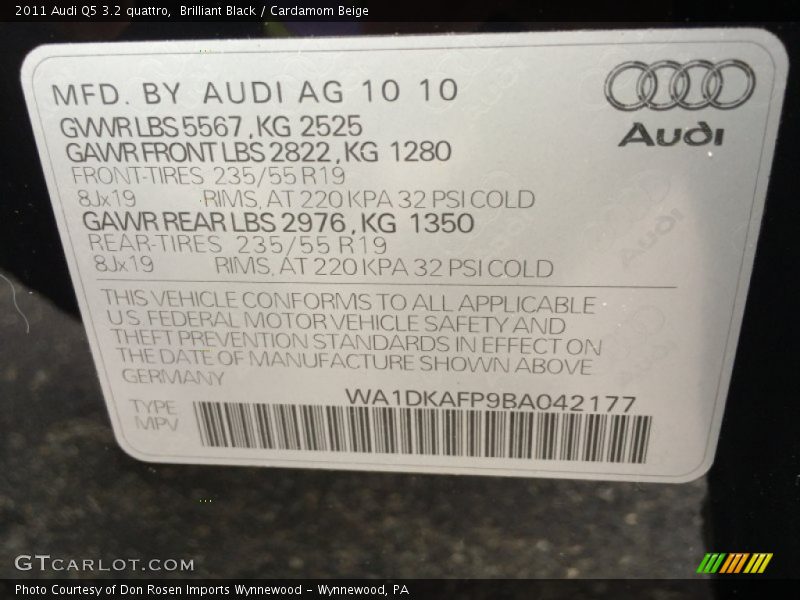 2011 Audi Q5 3.2 quattro,  Brilliant Black / Cardamom Beige
MFD. BY AUDI AG 10 10
GVWR LBS 5567, KG 2525
GAWR FRONT LBS 2822, KG 1280
FRONT-TIRES 235/55 R19
8Jx19 RIMS, AT 220 KPA 32 PSI COLD
GAWR REAR LBS 2976, KG 1350
REAR-TIRES 235/55 R19
8Jx19 RIMS, AT 220 KPA 32 PSI COLD
Audi
THIS VEHICLE CONFORMS TO ALL APPLICABLE
U.S. FEDERAL MOTOR VEHICLE SAFETY AND
THEFT PREVENTION STANDARDS IN EFFECT ON
THE DATE OF MANUFACTURE SHOWN ABOVE
GERMANY
WA1DKAFP9BA042177
TYPE
MPV
GTCARLOT.COM
Photo Courtesy of Don Rosen Imports Wynnewood - Wynnewood, PA